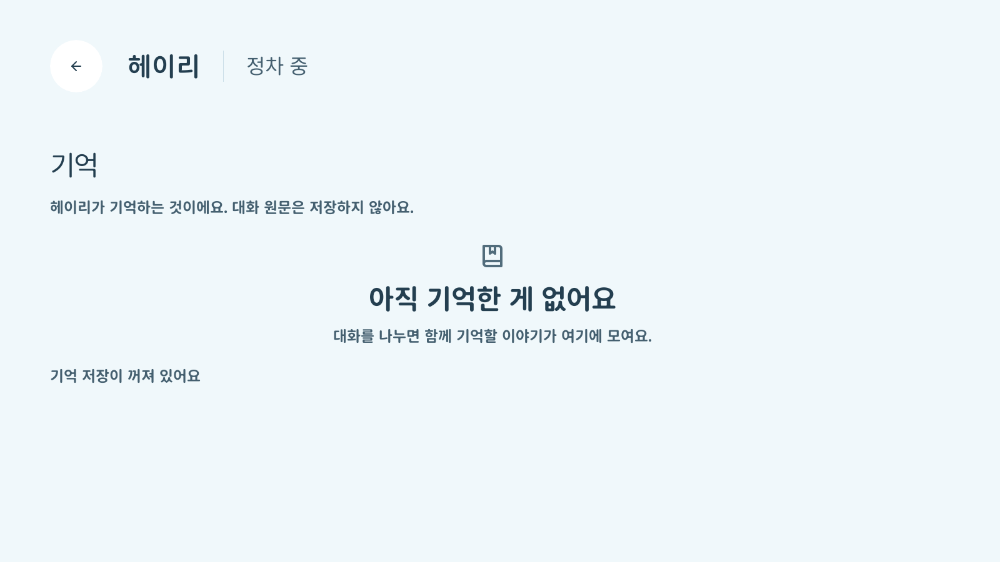 헤이리
정차 중
기억
헤이리가 기억하는 것이에요. 대화 원문은 저장하지 않아요.
아직 기억한 게 없어요
대화를 나누면 함께 기억할 이야기가 여기에 모여요.
기억 저장이 꺼져 있어요